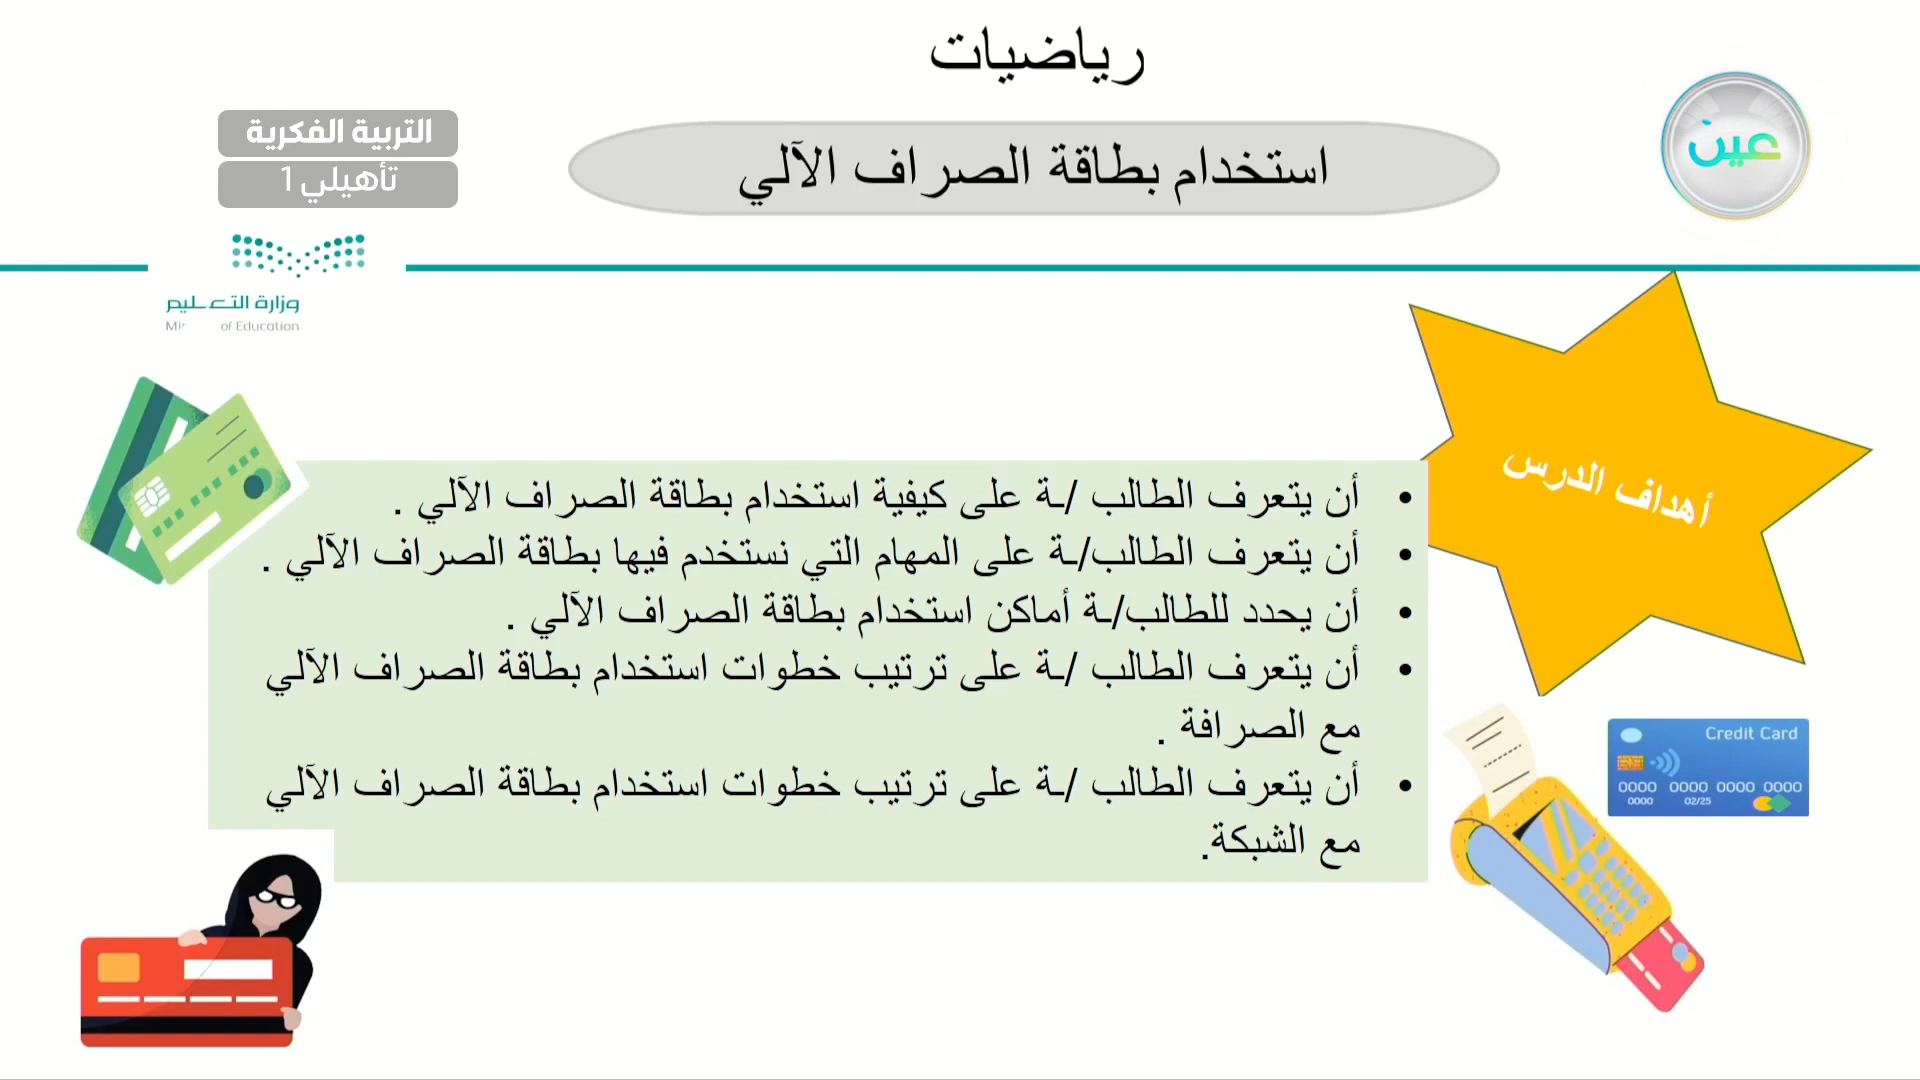 رياضيات
استخدام بطاقة الصراف الآلي
عين
التربية الفكرية
تأهيلي 1
وزارة التعليم
of Education
أهداف الدرس
• أن يتعرف الطالب /ـة على كيفية استخدام بطاقة الصراف الآلي .
• أن يتعرف الطالب/ـة على المهام التي نستخدم فيها بطاقة الصراف الآلي .
• أن يحدد للطالب/ـة أماكن استخدام بطاقة الصراف الآلي .
• أن يتعرف الطالب /ـة على ترتيب خطوات استخدام بطاقة الصراف الآلي
مع الصرافة .
• أن يتعرف الطالب /ـة على ترتيب خطوات استخدام بطاقة الصراف الآلي
مع الشبكة.
Credit Card
0000 0000 0000 0000
0000 02/25